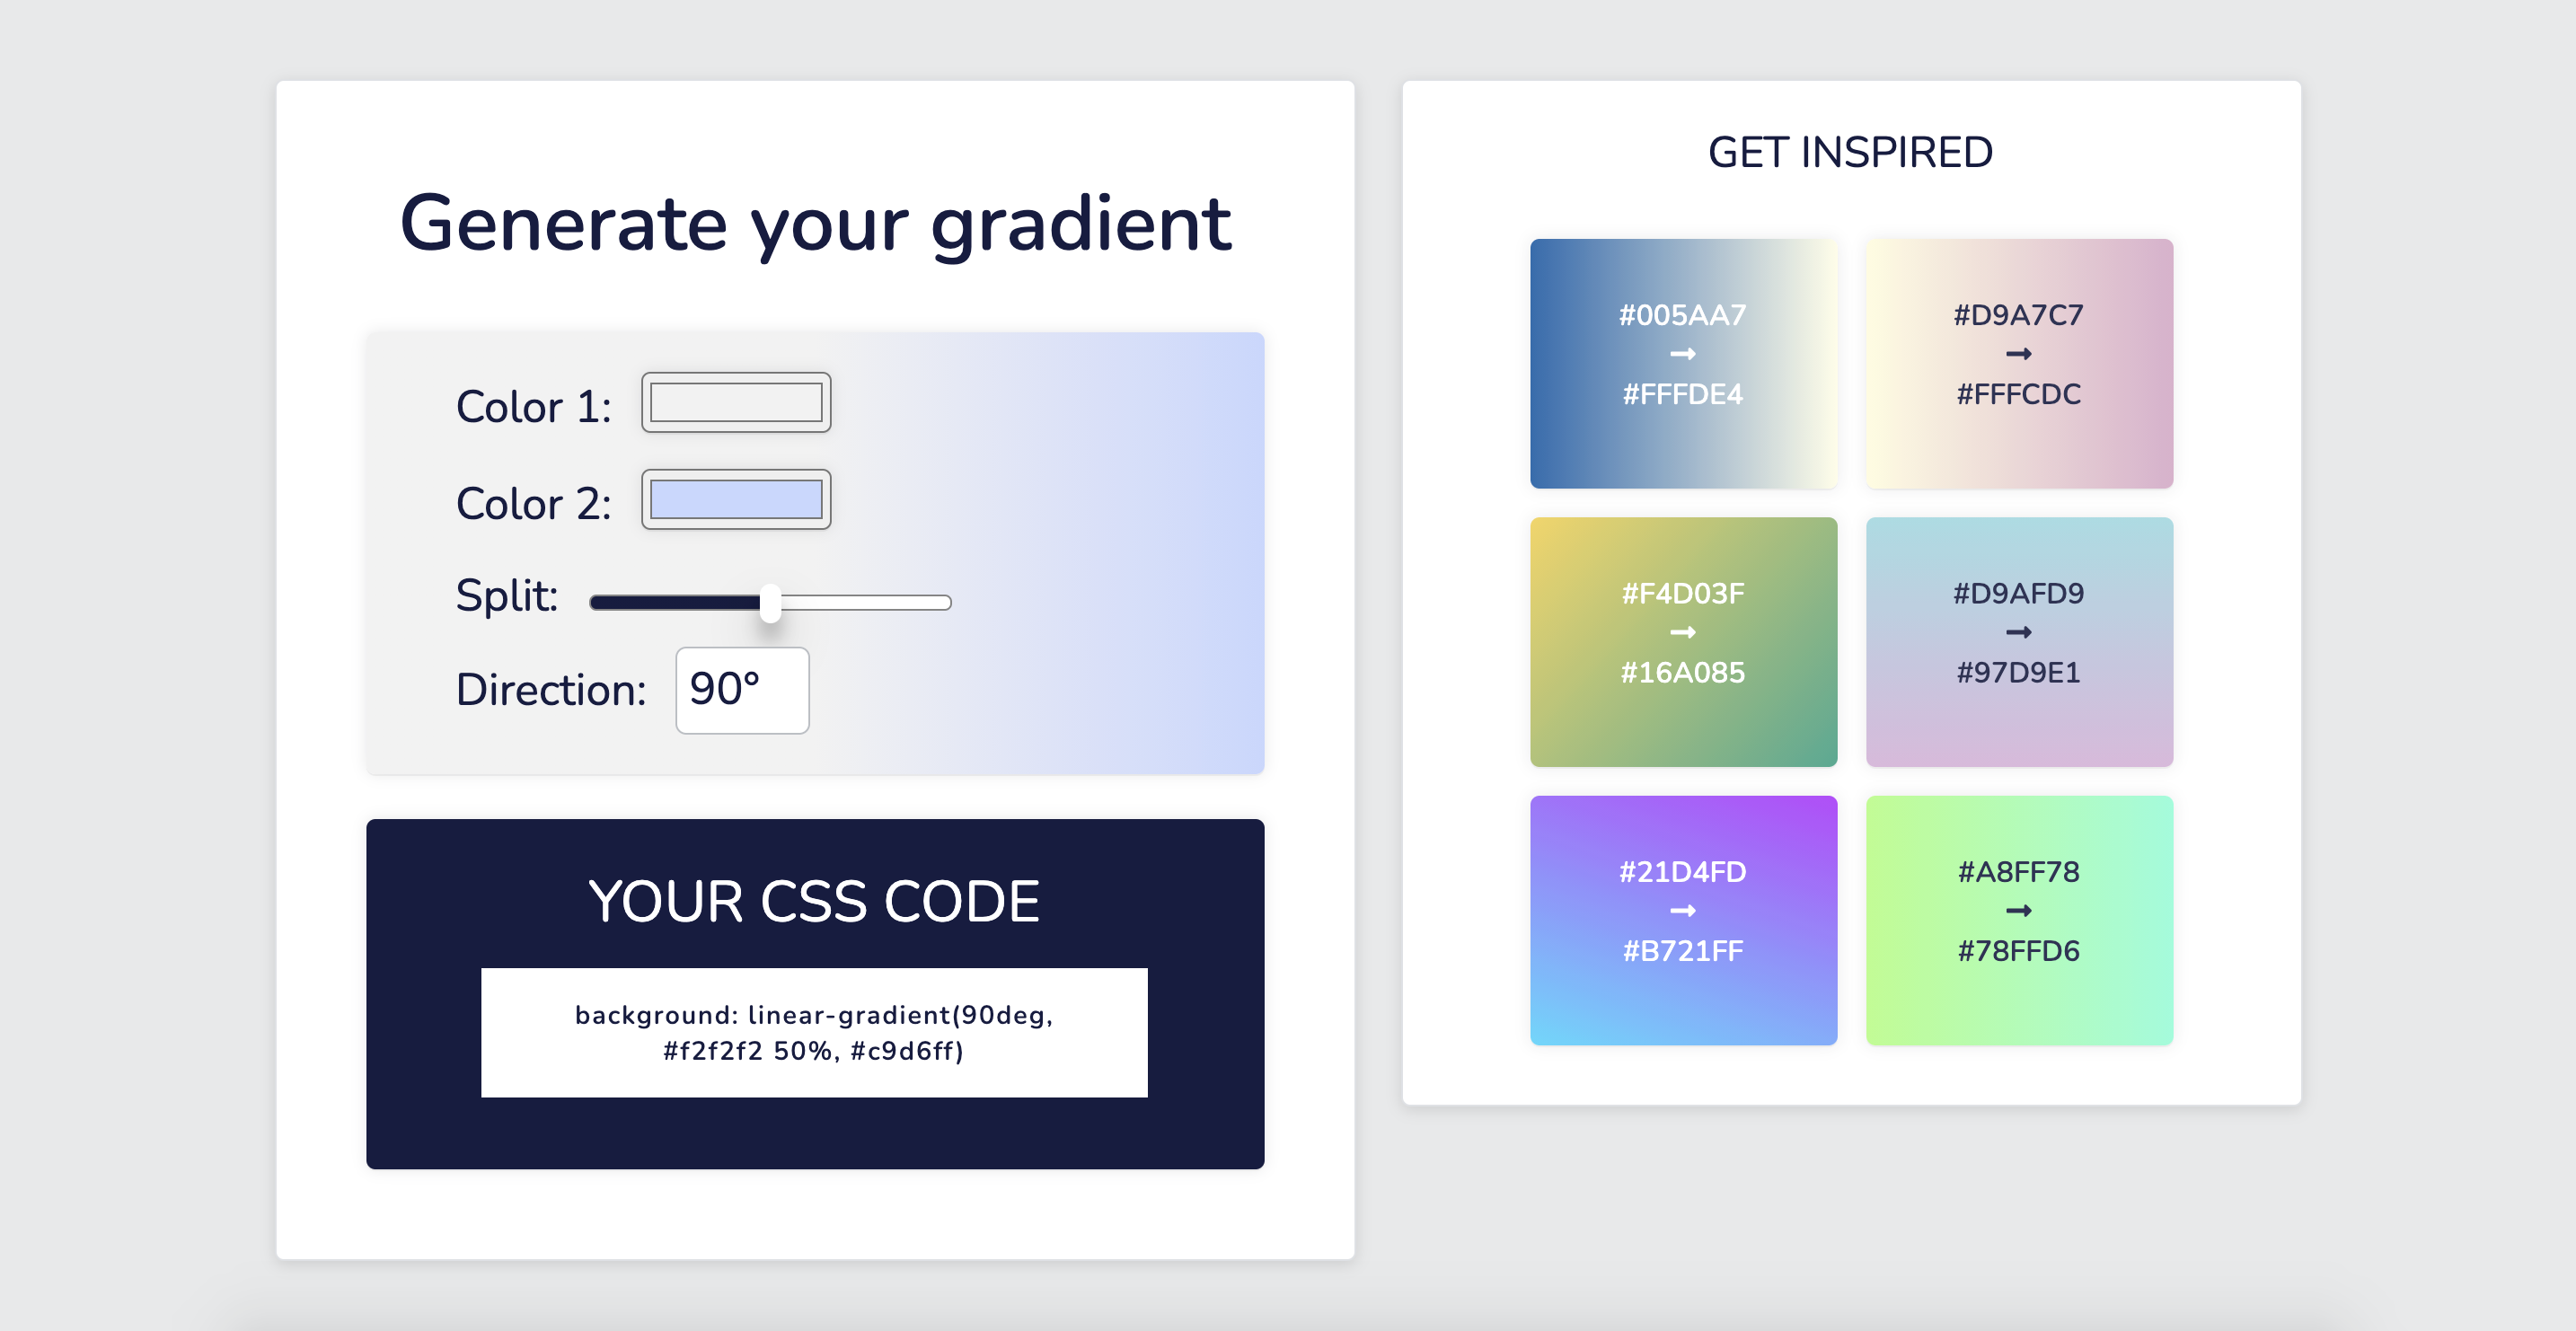 Generate your gradient
Color 1:
Color 2:
Split:
Direction: 90°
YOUR CSS CODE
background: linear-gradient(90deg,
#f2f2f2 50%, #c9d6ff)
GET INSPIRED
#005AA7
→
#FFFDE4
#D9A7C7
→
#FFFCDC
#F4D03F
→
#16A085
#D9AFD9
→
#97D9E1
#21D4FD
→
#B721FF
#A8FF78
→
#78FFD6